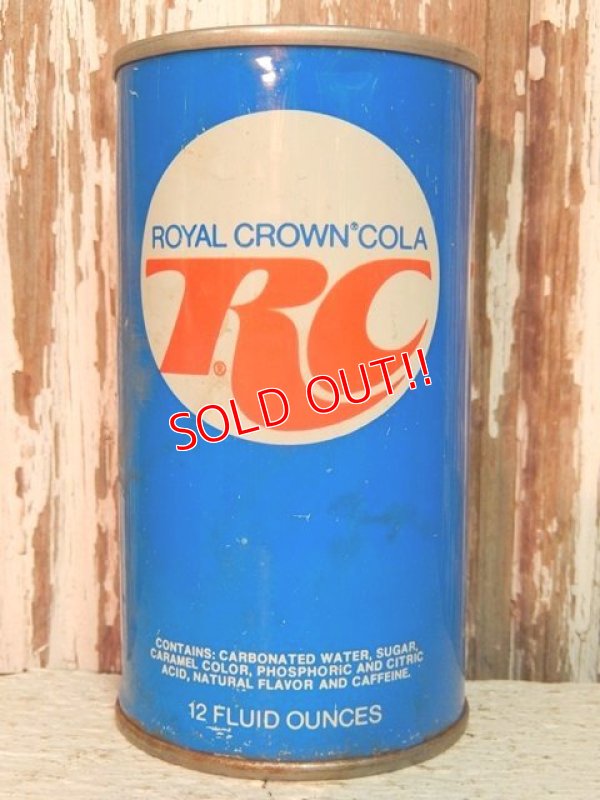 ROYAL CROWN® COLA
RC®
SOLD OUT!!
CONTAINS: CARBONATED WATER, SUGAR,
CARAMEL COLOR, PHOSPHORIC AND CITRIC
ACID, NATURAL FLAVOR AND CAFFEINE.
12 FLUID OUNCES